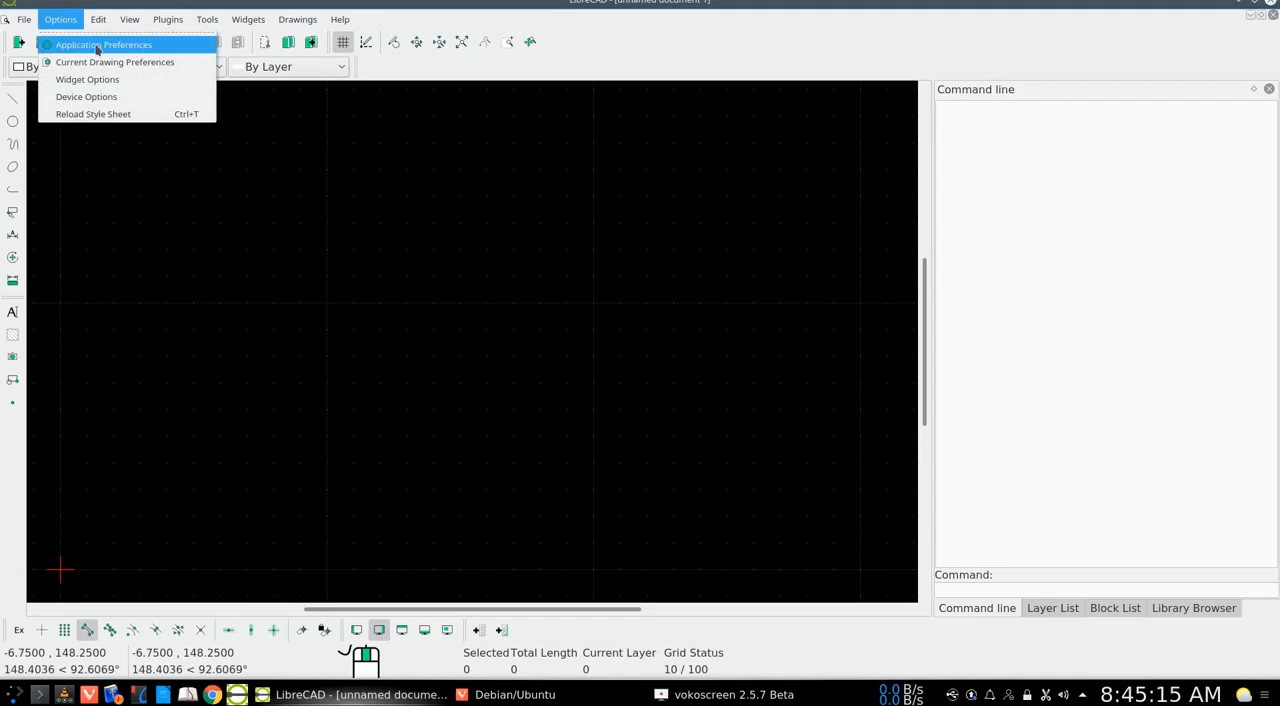 LibreCAD - [unnamed document 1]
File Options Edit View Plugins Tools Widgets Drawings Help
Application Preferences
Current Drawing Preferences
Widget Options
Device Options
Reload Style Sheet Ctrl+T
By Layer
Command line
Command:
Command line Layer List Block List Library Browser
Ex
-6.7500 , 148.2500 -6.7500 , 148.2500 Selected Total Length Current Layer Grid Status
148.4036 < 92.6069° 148.4036 < 92.6069° 0 0 0 10 / 100
LibreCAD - [unnamed docume... Debian/Ubuntu vokoscreen 2.5.7 Beta 0.0 B/s 8:45:15 AM
0.0 B/s